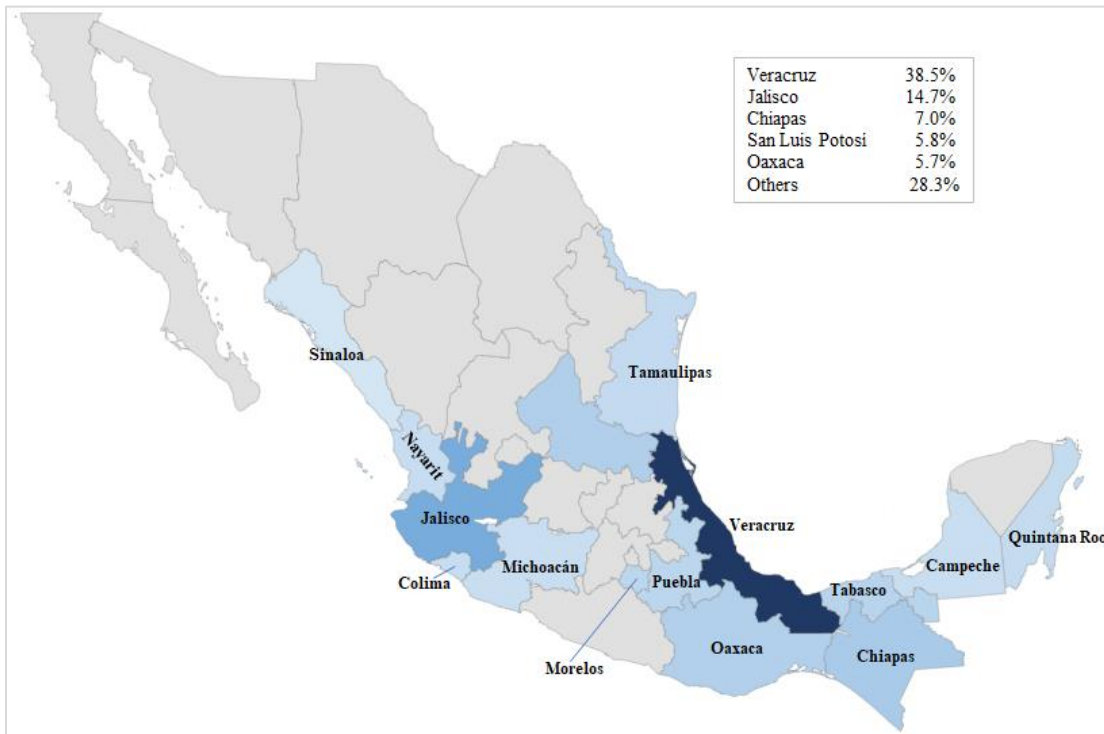 Veracruz 38.5%
Jalisco 14.7%
Chiapas 7.0%
San Luis Potosi 5.8%
Oaxaca 5.7%
Others 28.3%
Sinaloa
Tamaulipas
Nayarit
Jalisco
Veracruz
Quintana Roo
Campeche
Michoacán
Colima
Puebla
Tabasco
Oaxaca
Chiapas
Morelos